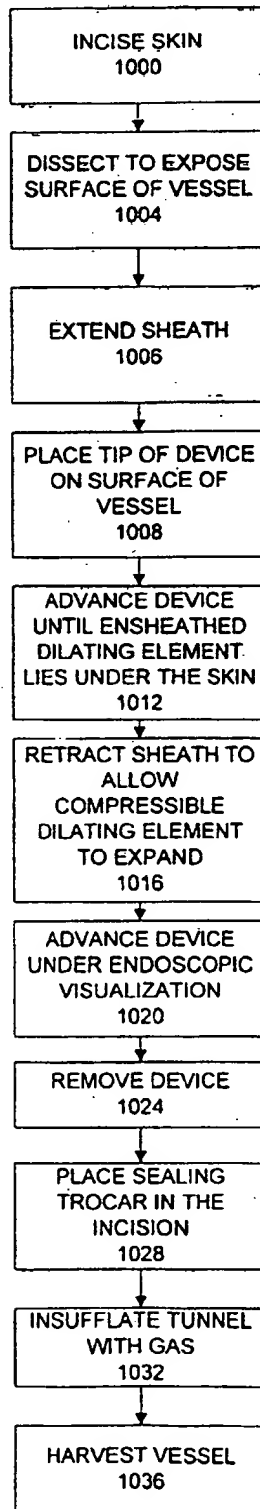 INCISE SKIN
1000
DISSECT TO EXPOSE
SURFACE OF VESSEL
1004
EXTEND SHEATH
1006
PLACE TIP OF DEVICE
ON SURFACE OF
VESSEL
1008
ADVANCE DEVICE
UNTIL ENSHEATHED
DILATING ELEMENT
LIES UNDER THE SKIN
1012
RETRACT SHEATH TO
ALLOW
COMPRESSIBLE
DILATING ELEMENT
TO EXPAND
1016
ADVANCE DEVICE
UNDER ENDOSCOPIC
VISUALIZATION
1020
REMOVE DEVICE
1024
PLACE SEALING
TROCAR IN THE
INCISION
1028
INSUFFLATE TUNNEL
WITH GAS
1032
HARVEST VESSEL
1036